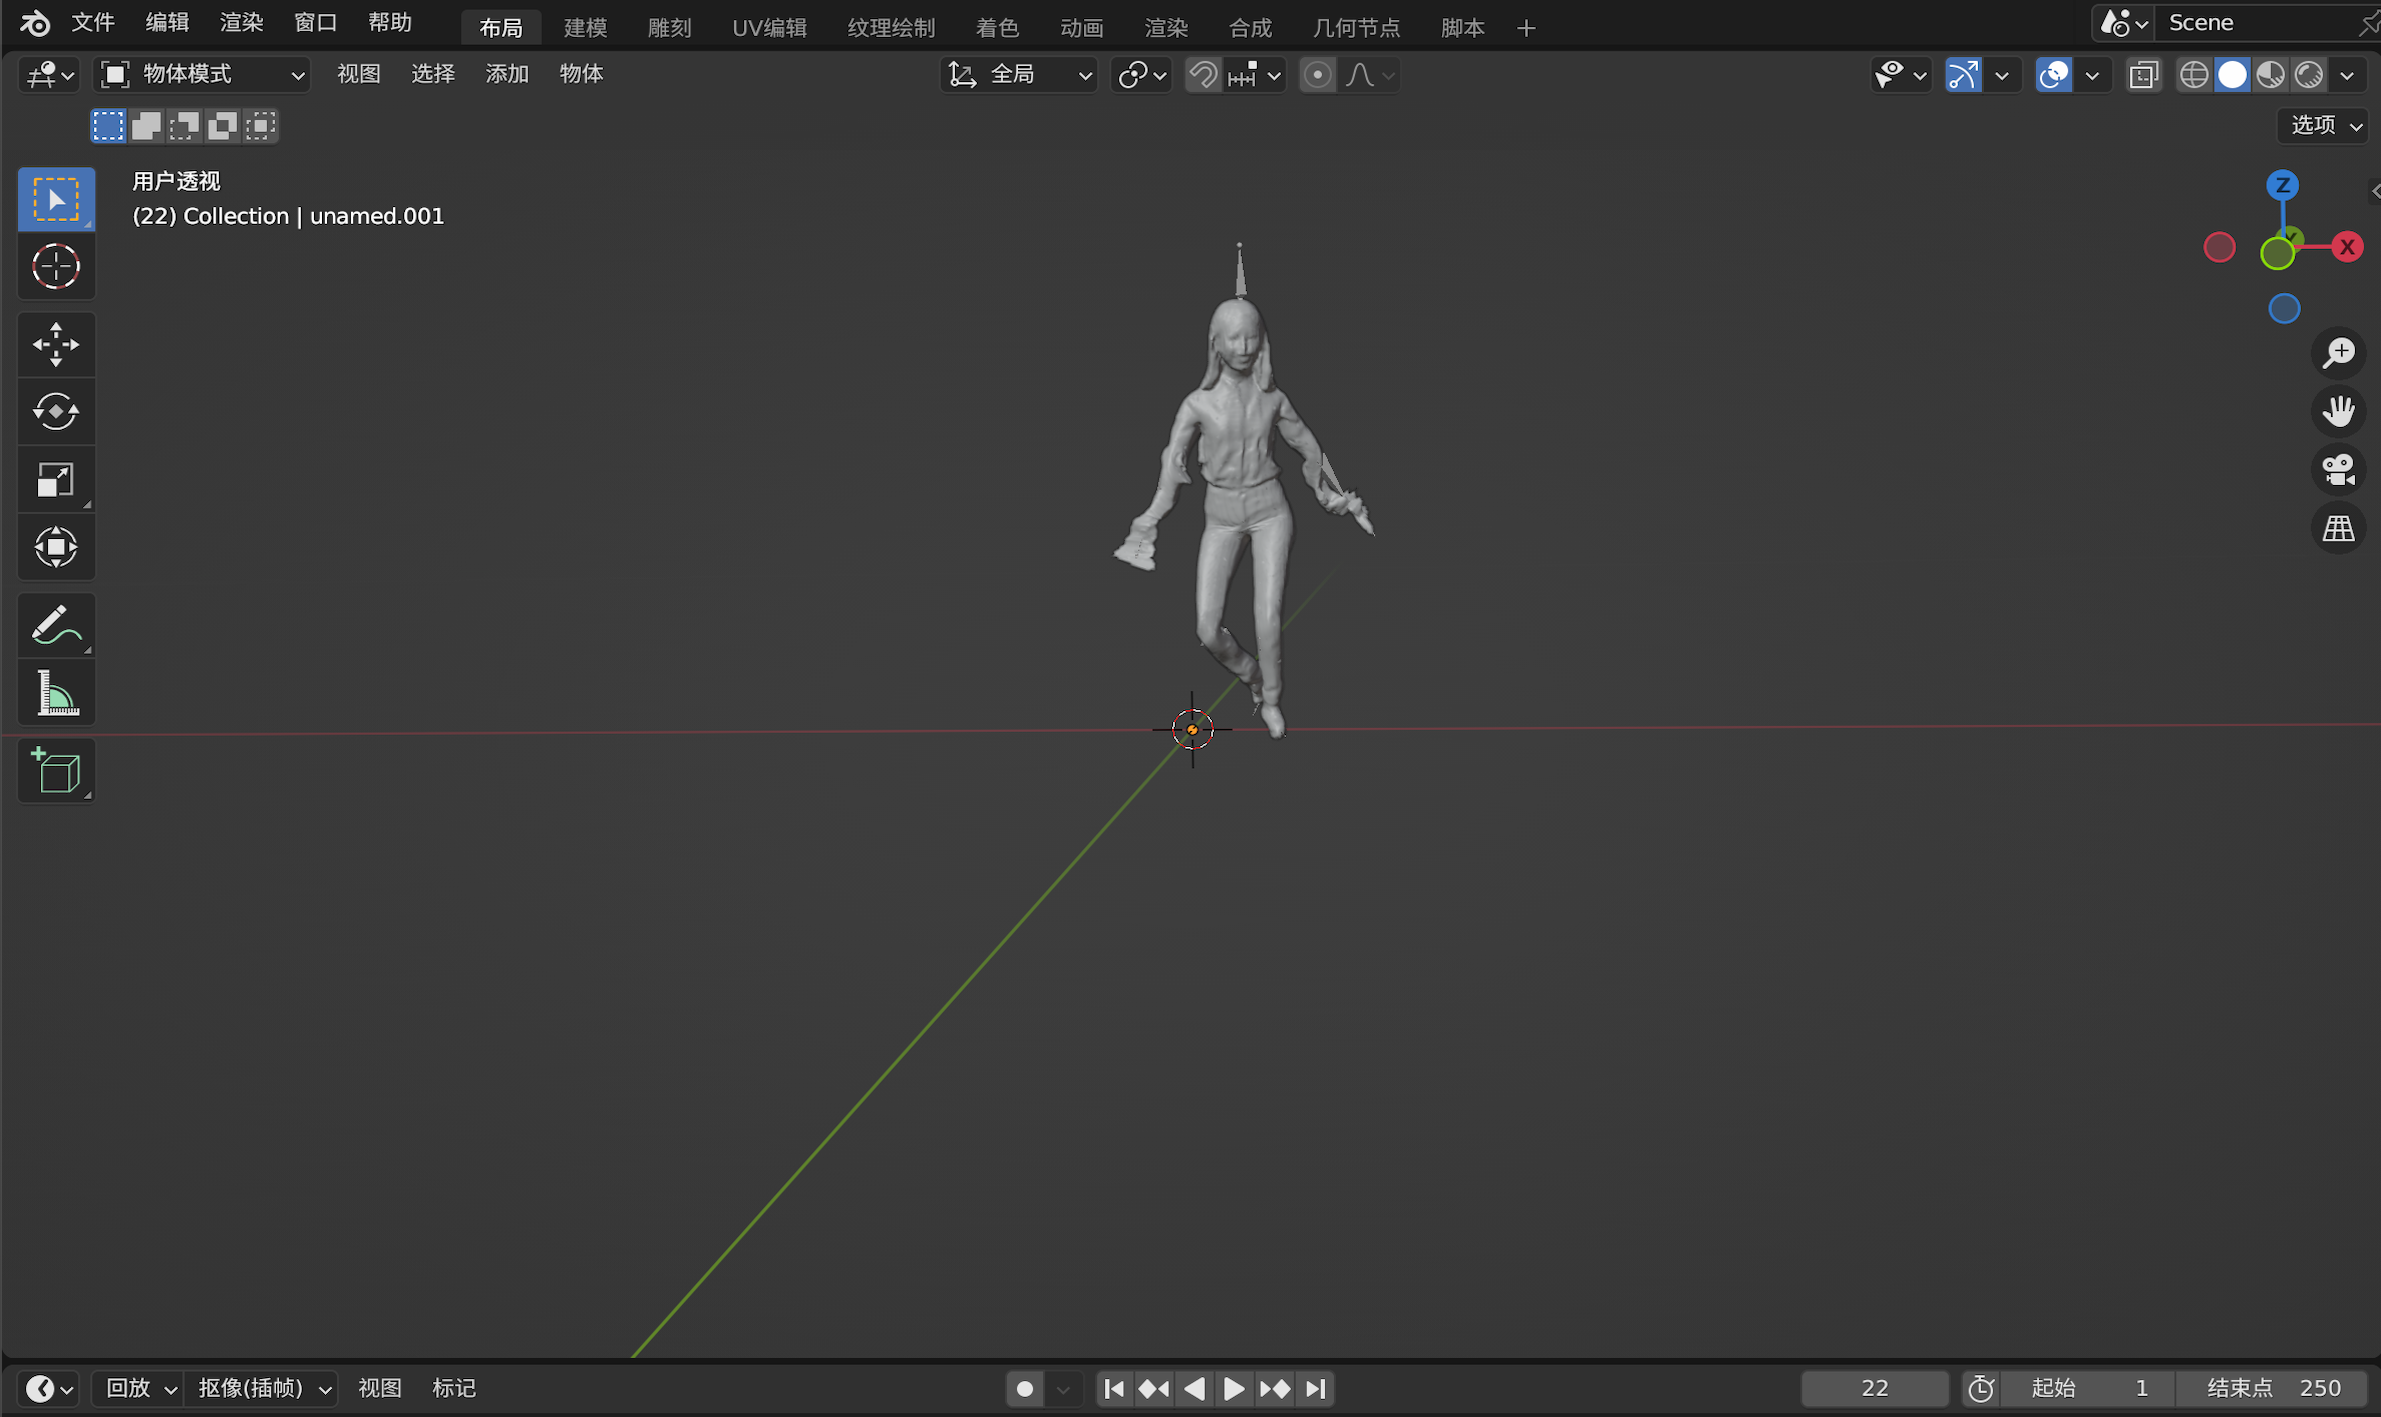 文件 编辑 渲染 窗口 帮助 布局 建模 雕刻 UV编辑 纹理绘制 着色 动画 渲染 合成 几何节点 脚本 + Scene
物体模式 视图 选择 添加 物体 全局
选项
用户透视
(22) Collection | unamed.001
Z
Y
X
回放 抠像(插帧) 视图 标记 22 起始 1 结束点 250